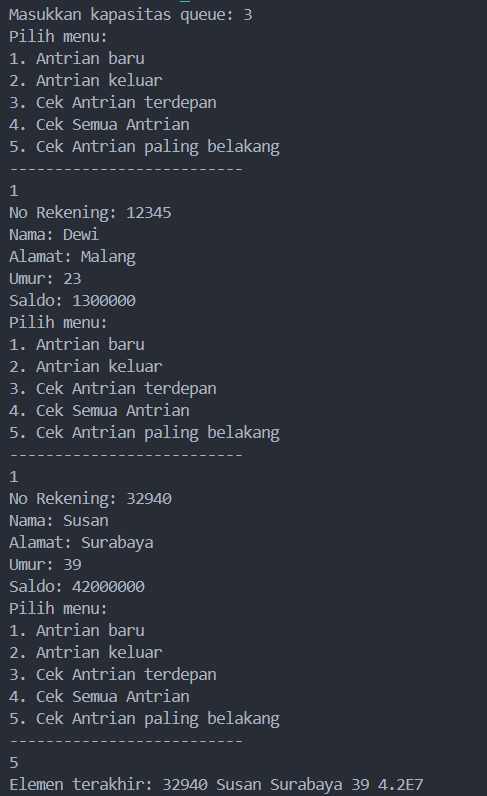 Masukkan kapasitas queue: 3
Pilih menu:
1. Antrian baru
2. Antrian keluar
3. Cek Antrian terdepan
4. Cek Semua Antrian
5. Cek Antrian paling belakang
--------------------------
1
No Rekening: 12345
Nama: Dewi
Alamat: Malang
Umur: 23
Saldo: 1300000
Pilih menu:
1. Antrian baru
2. Antrian keluar
3. Cek Antrian terdepan
4. Cek Semua Antrian
5. Cek Antrian paling belakang
--------------------------
1
No Rekening: 32940
Nama: Susan
Alamat: Surabaya
Umur: 39
Saldo: 42000000
Pilih menu:
1. Antrian baru
2. Antrian keluar
3. Cek Antrian terdepan
4. Cek Semua Antrian
5. Cek Antrian paling belakang
--------------------------
5
Elemen terakhir: 32940 Susan Surabaya 39 4.2E7